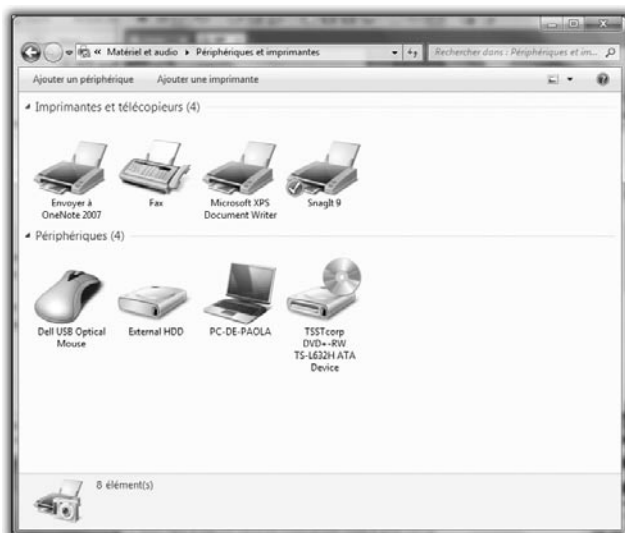 « Matériel et audio ▸ Périphériques et imprimantes
Rechercher dans : Périphériques et im...
Ajouter un périphérique Ajouter une imprimante
Imprimantes et télécopieurs (4)
Envoyer à
OneNote 2007
Fax
Microsoft XPS
Document Writer
SnagIt 9
Périphériques (4)
Dell USB Optical
Mouse
External HDD
PC-DE-PAOLA
TSSTcorp
DVD+-RW
TS-L632H ATA
Device
8 élément(s)